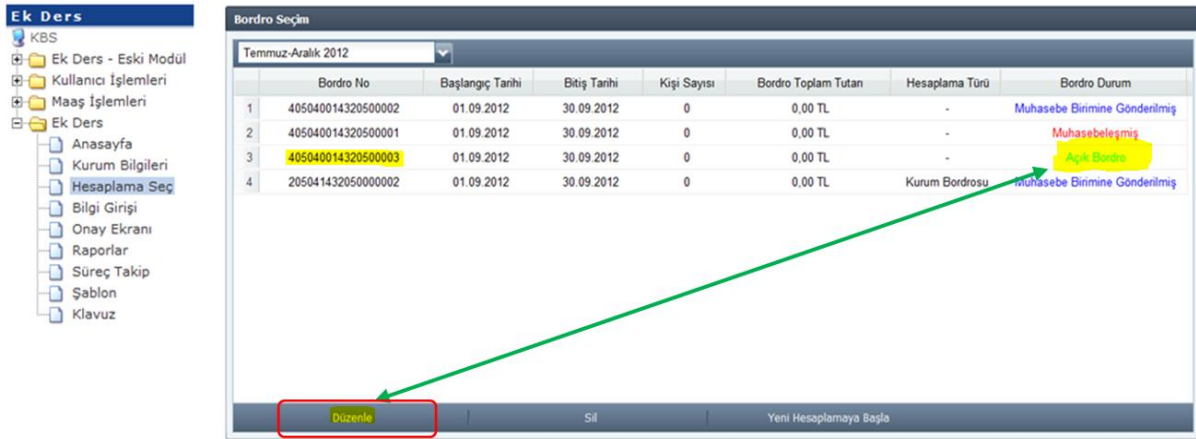 Ek Ders
KBS
Ek Ders - Eski Modül
Kullanıcı İşlemleri
Maaş İşlemleri
Ek Ders
Anasayfa
Kurum Bilgileri
Hesaplama Seç
Bilgi Girişi
Onay Ekranı
Raporlar
Süreç Takip
Şablon
Klavuz
Bordro Seçim
Temmuz-Aralık 2012
Bordro No Başlangıç Tarihi Bitiş Tarihi Kişi Sayısı Bordro Toplam Tutarı Hesaplama Türü Bordro Durum
1 405040014320500002 01.09.2012 30.09.2012 0 0,00 TL - Muhasebe Birimine Gönderilmiş
2 405040014320500001 01.09.2012 30.09.2012 0 0,00 TL - Muhasebeleşmiş
3 405040014320500003 01.09.2012 30.09.2012 0 0,00 TL - Açık Bordro
4 205041432050000002 01.09.2012 30.09.2012 0 0,00 TL Kurum Bordrosu Muhasebe Birimine Gönderilmiş
Düzenle Sil Yeni Hesaplamaya Başla